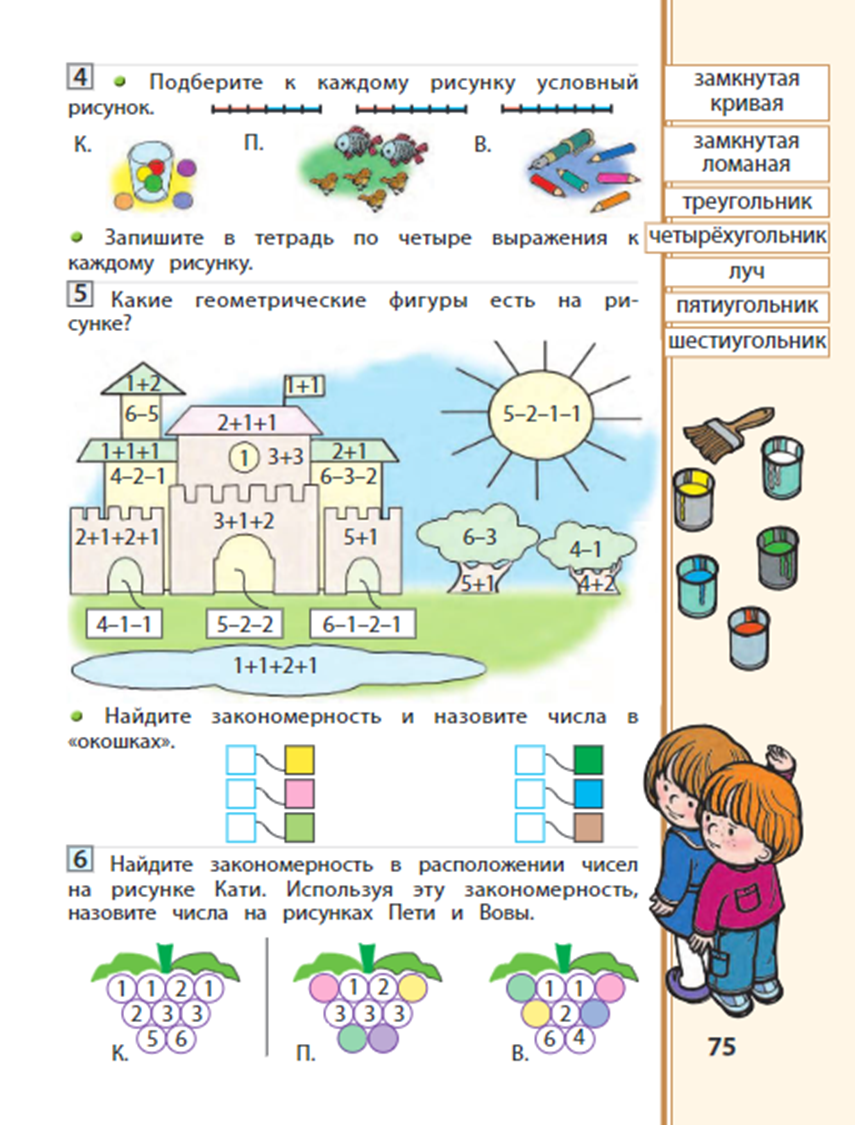 4 Подберите к каждому рисунку условный
рисунок.
К. П. В.
Запишите в тетрадь по четыре выражения к
каждому рисунку.
5 Какие геометрические фигуры есть на ри-
сунке?
1+2
1+1
6–5
2+1+1
5–2–1–1
1+1+1
1 3+3
2+1
4–2–1
6–3–2
3+1+2
2+1+2+1
5+1
6–3
4–1
5+1
4+2
4–1–1
5–2–2
6–1–2–1
1+1+2+1
Найдите закономерность и назовите числа в
«окошках».
6 Найдите закономерность в расположении чисел
на рисунке Кати. Используя эту закономерность,
назовите числа на рисунках Пети и Вовы.
1 1 2 1
2 3 3
5 6
К.
1 2
3 3 3
П.
1 1
2
6 4
В.
замкнутая
кривая
замкнутая
ломаная
треугольник
четырёхугольник
луч
пятиугольник
шестиугольник
75